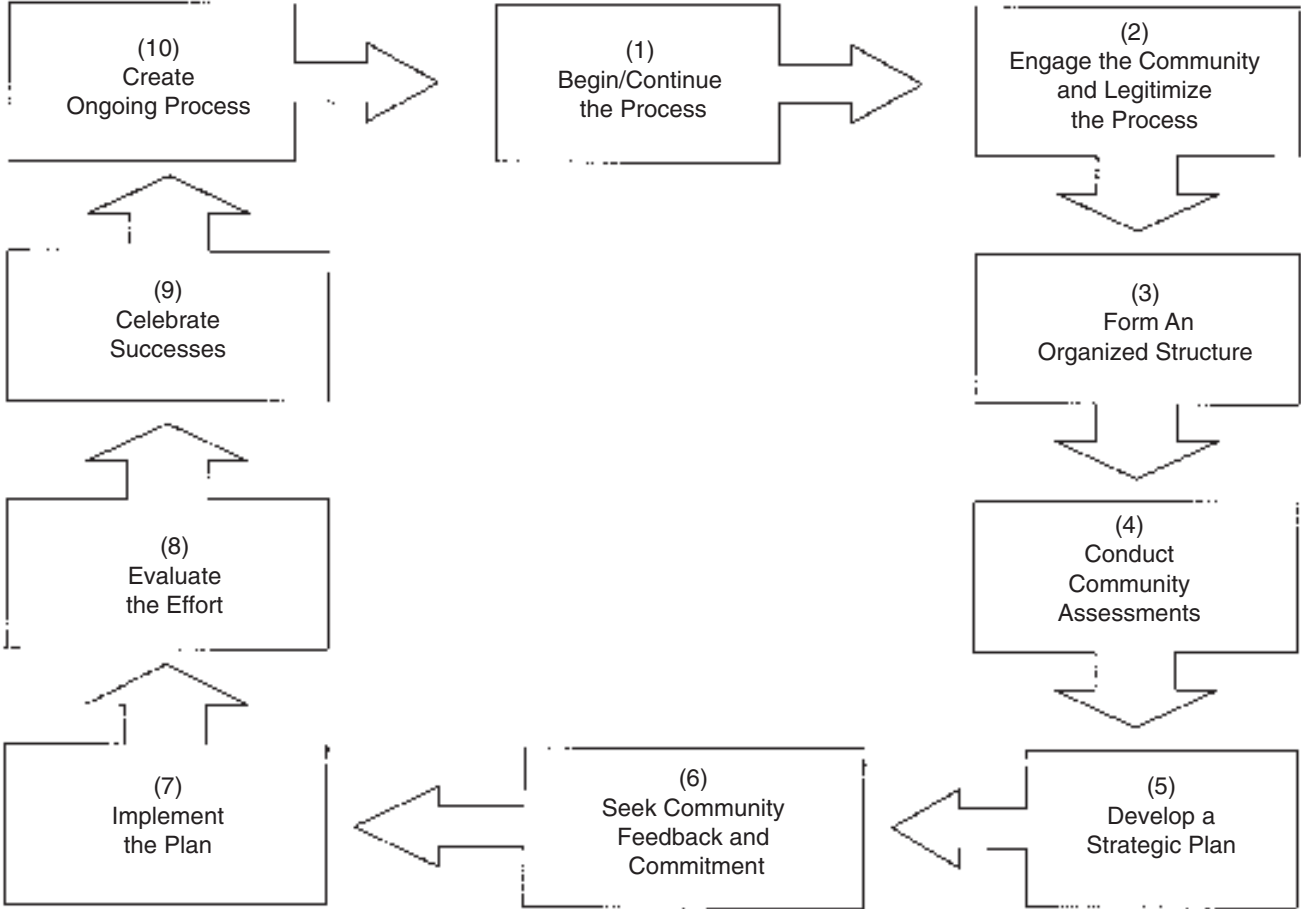 (10)
Create
Ongoing Process
(1)
Begin/Continue
the Process
(2)
Engage the Community
and Legitimize
the Process
(3)
Form An
Organized Structure
(4)
Conduct
Community
Assessments
(5)
Develop a
Strategic Plan
(6)
Seek Community
Feedback and
Commitment
(7)
Implement
the Plan
(8)
Evaluate
the Effort
(9)
Celebrate
Successes